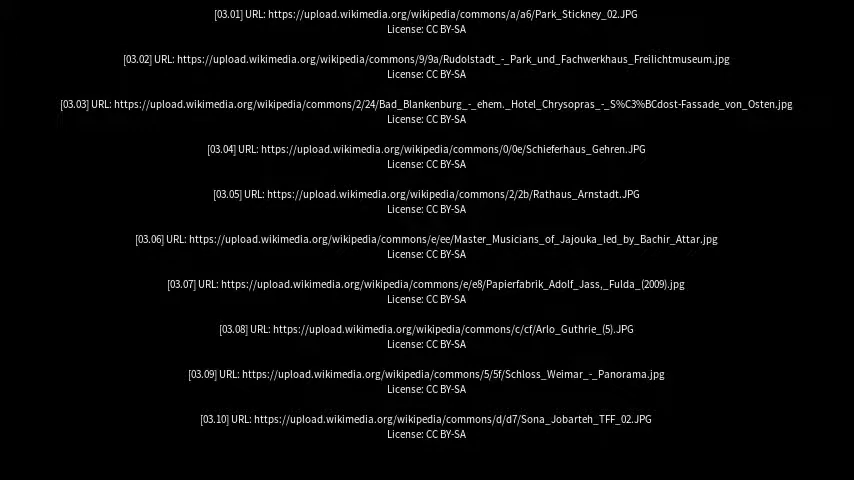 [03.01] URL: https://upload.wikimedia.org/wikipedia/commons/a/a6/Park_Stickney_02.JPG
License: CC BY-SA
[03.02] URL: https://upload.wikimedia.org/wikipedia/commons/9/9a/Rudolstadt_-_Park_und_Fachwerkhaus_Freilichtmuseum.jpg
License: CC BY-SA
[03.03] URL: https://upload.wikimedia.org/wikipedia/commons/2/24/Bad_Blankenburg_-_ehem._Hotel_Chrysopras_-_S%C3%BCdost-Fassade_von_Osten.jpg
License: CC BY-SA
[03.04] URL: https://upload.wikimedia.org/wikipedia/commons/0/0e/Schieferhaus_Gehren.JPG
License: CC BY-SA
[03.05] URL: https://upload.wikimedia.org/wikipedia/commons/2/2b/Rathaus_Arnstadt.JPG
License: CC BY-SA
[03.06] URL: https://upload.wikimedia.org/wikipedia/commons/e/ee/Master_Musicians_of_Jajouka_led_by_Bachir_Attar.jpg
License: CC BY-SA
[03.07] URL: https://upload.wikimedia.org/wikipedia/commons/e/e8/Papierfabrik_Adolf_Jass,_Fulda_(2009).jpg
License: CC BY-SA
[03.08] URL: https://upload.wikimedia.org/wikipedia/commons/c/cf/Arlo_Guthrie_(5).JPG
License: CC BY-SA
[03.09] URL: https://upload.wikimedia.org/wikipedia/commons/5/5f/Schloss_Weimar_-_Panorama.jpg
License: CC BY-SA
[03.10] URL: https://upload.wikimedia.org/wikipedia/commons/d/d7/Sona_Jobarteh_TFF_02.JPG
License: CC BY-SA